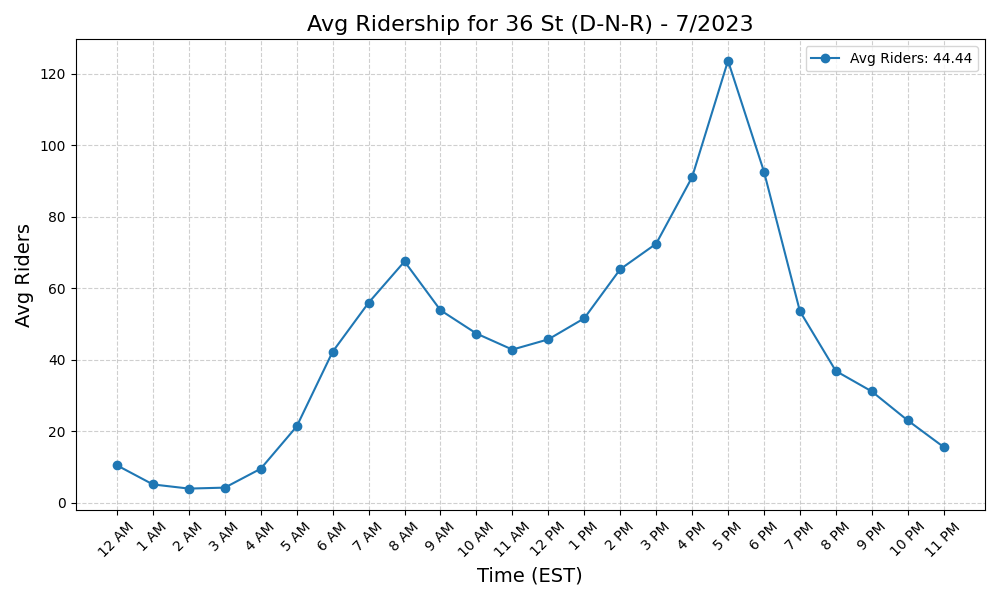 Avg Ridership for 36 St (D-N-R) - 7/2023
Avg Riders: 44.44
120
100
80
60
40
20
0
Avg Riders
12 AM
1 AM
2 AM
3 AM
4 AM
5 AM
6 AM
7 AM
8 AM
9 AM
10 AM
11 AM
12 PM
1 PM
2 PM
3 PM
4 PM
5 PM
6 PM
7 PM
8 PM
9 PM
10 PM
11 PM
Time (EST)